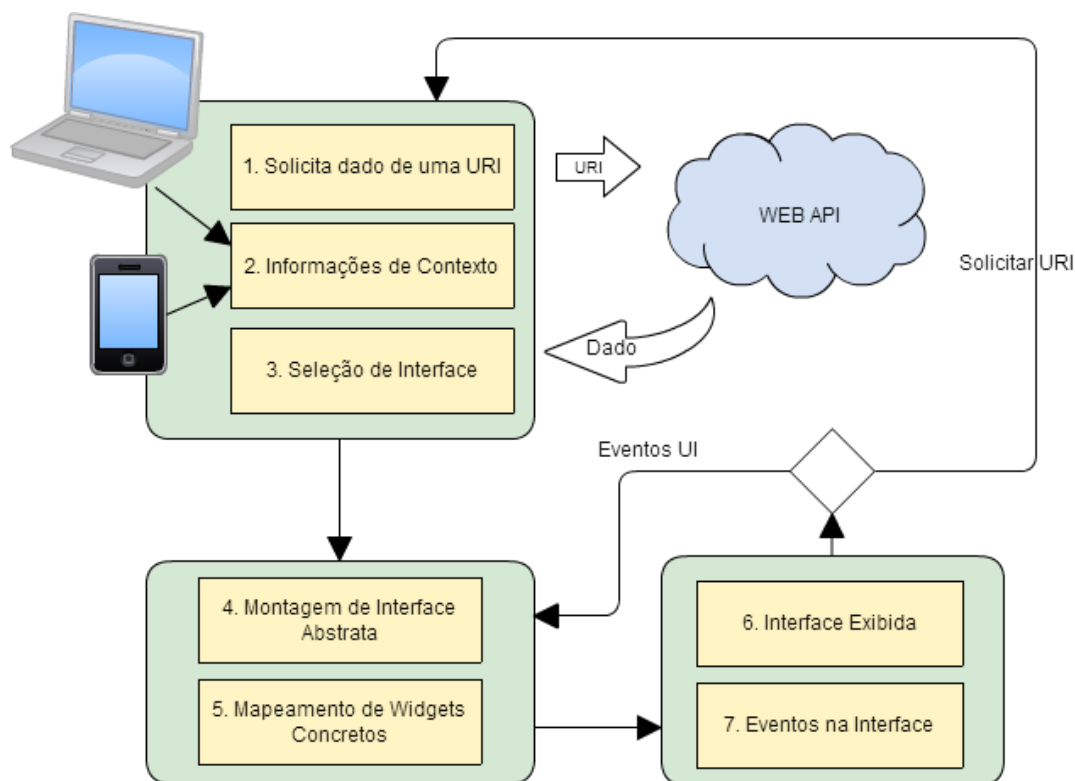 1. Solicita dado de uma URI
URI
WEB API
2. Informações de Contexto
Solicitar URI
3. Seleção de Interface
Dado
Eventos UI
4. Montagem de Interface
Abstrata
6. Interface Exibida
5. Mapeamento de Widgets
Concretos
7. Eventos na Interface